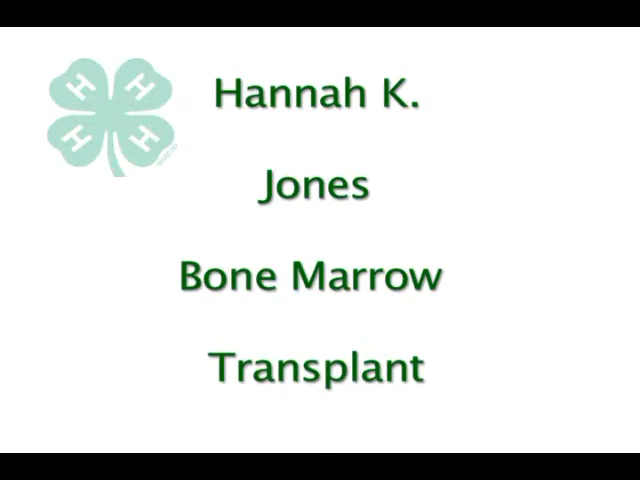 H H
H H
Hannah K.
Jones
Bone Marrow
Transplant